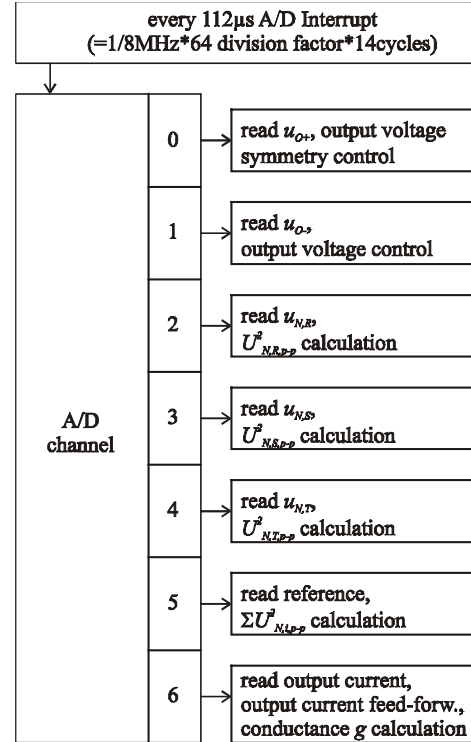 every 112µs A/D Interrupt
(=1/8MHz*64 division factor*14cycles)
0
read u_O+, output voltage
symmetry control
1
read u_O-,
output voltage control
2
read u_N,R,
U²_N,R,p-p calculation
A/D
channel
3
read u_N,S,
U²_N,S,p-p calculation
4
read u_N,T,
U²_N,T,p-p calculation
5
read reference,
ΣU²_N,i,p-p calculation
6
read output current,
output current feed-forw.,
conductance g calculation